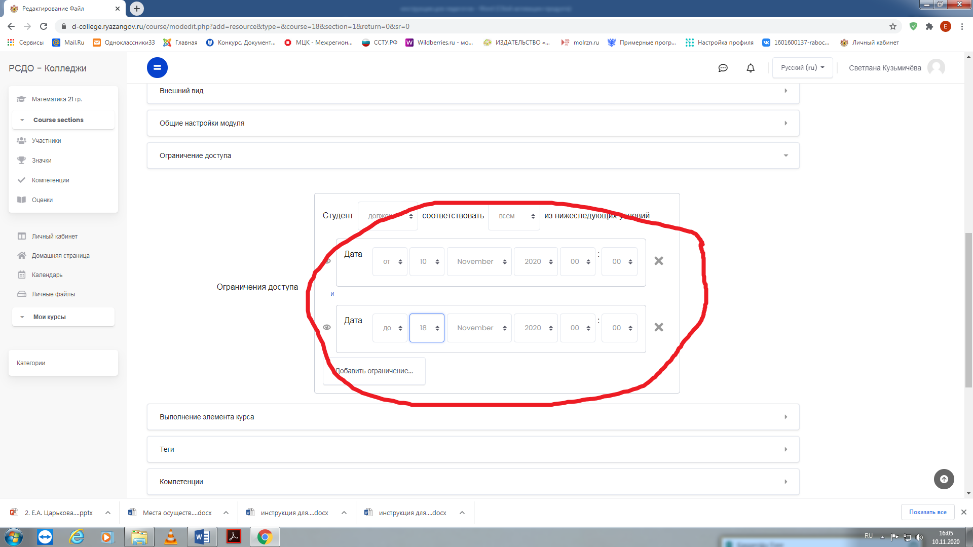 Редактирование Файл
d-college.ryazangov.ru/course/modedit.php?add=resource&type=&course=18&section=1&return=0&sr=0
Сервисы Mail.Ru Одноклассники33 Главная Конкурс Документ... МЦК - Межрегион... ССТУ.РФ Wildberries.ru – мо... ИЗДАТЕЛЬСТВО «... moirzn.ru Примерные прогр... Настройка профиля 1601600137-raboc... Личный кабинет
РСДО – Колледжи
Русский (ru)
Светлана Кузьмичёва
Математика 21 гр.
Course sections
Участники
Значки
Компетенции
Оценки
Личный кабинет
Домашняя страница
Календарь
Личные файлы
Мои курсы
Категории
Внешний вид
Общие настройки модуля
Ограничение доступа
Ограничения доступа
Студент должен соответствовать всем из нижеследующих условий
Дата от 10 November 2020 00 : 00
и
Дата до 18 November 2020 00 : 00
Добавить ограничение...
Выполнение элемента курса
Теги
Компетенции
2. Е.А. Царькова....pptx
Места осуществ....docx
инструкция для....docx
инструкция для....docx
Показать все
RU
16:05
10.11.2020